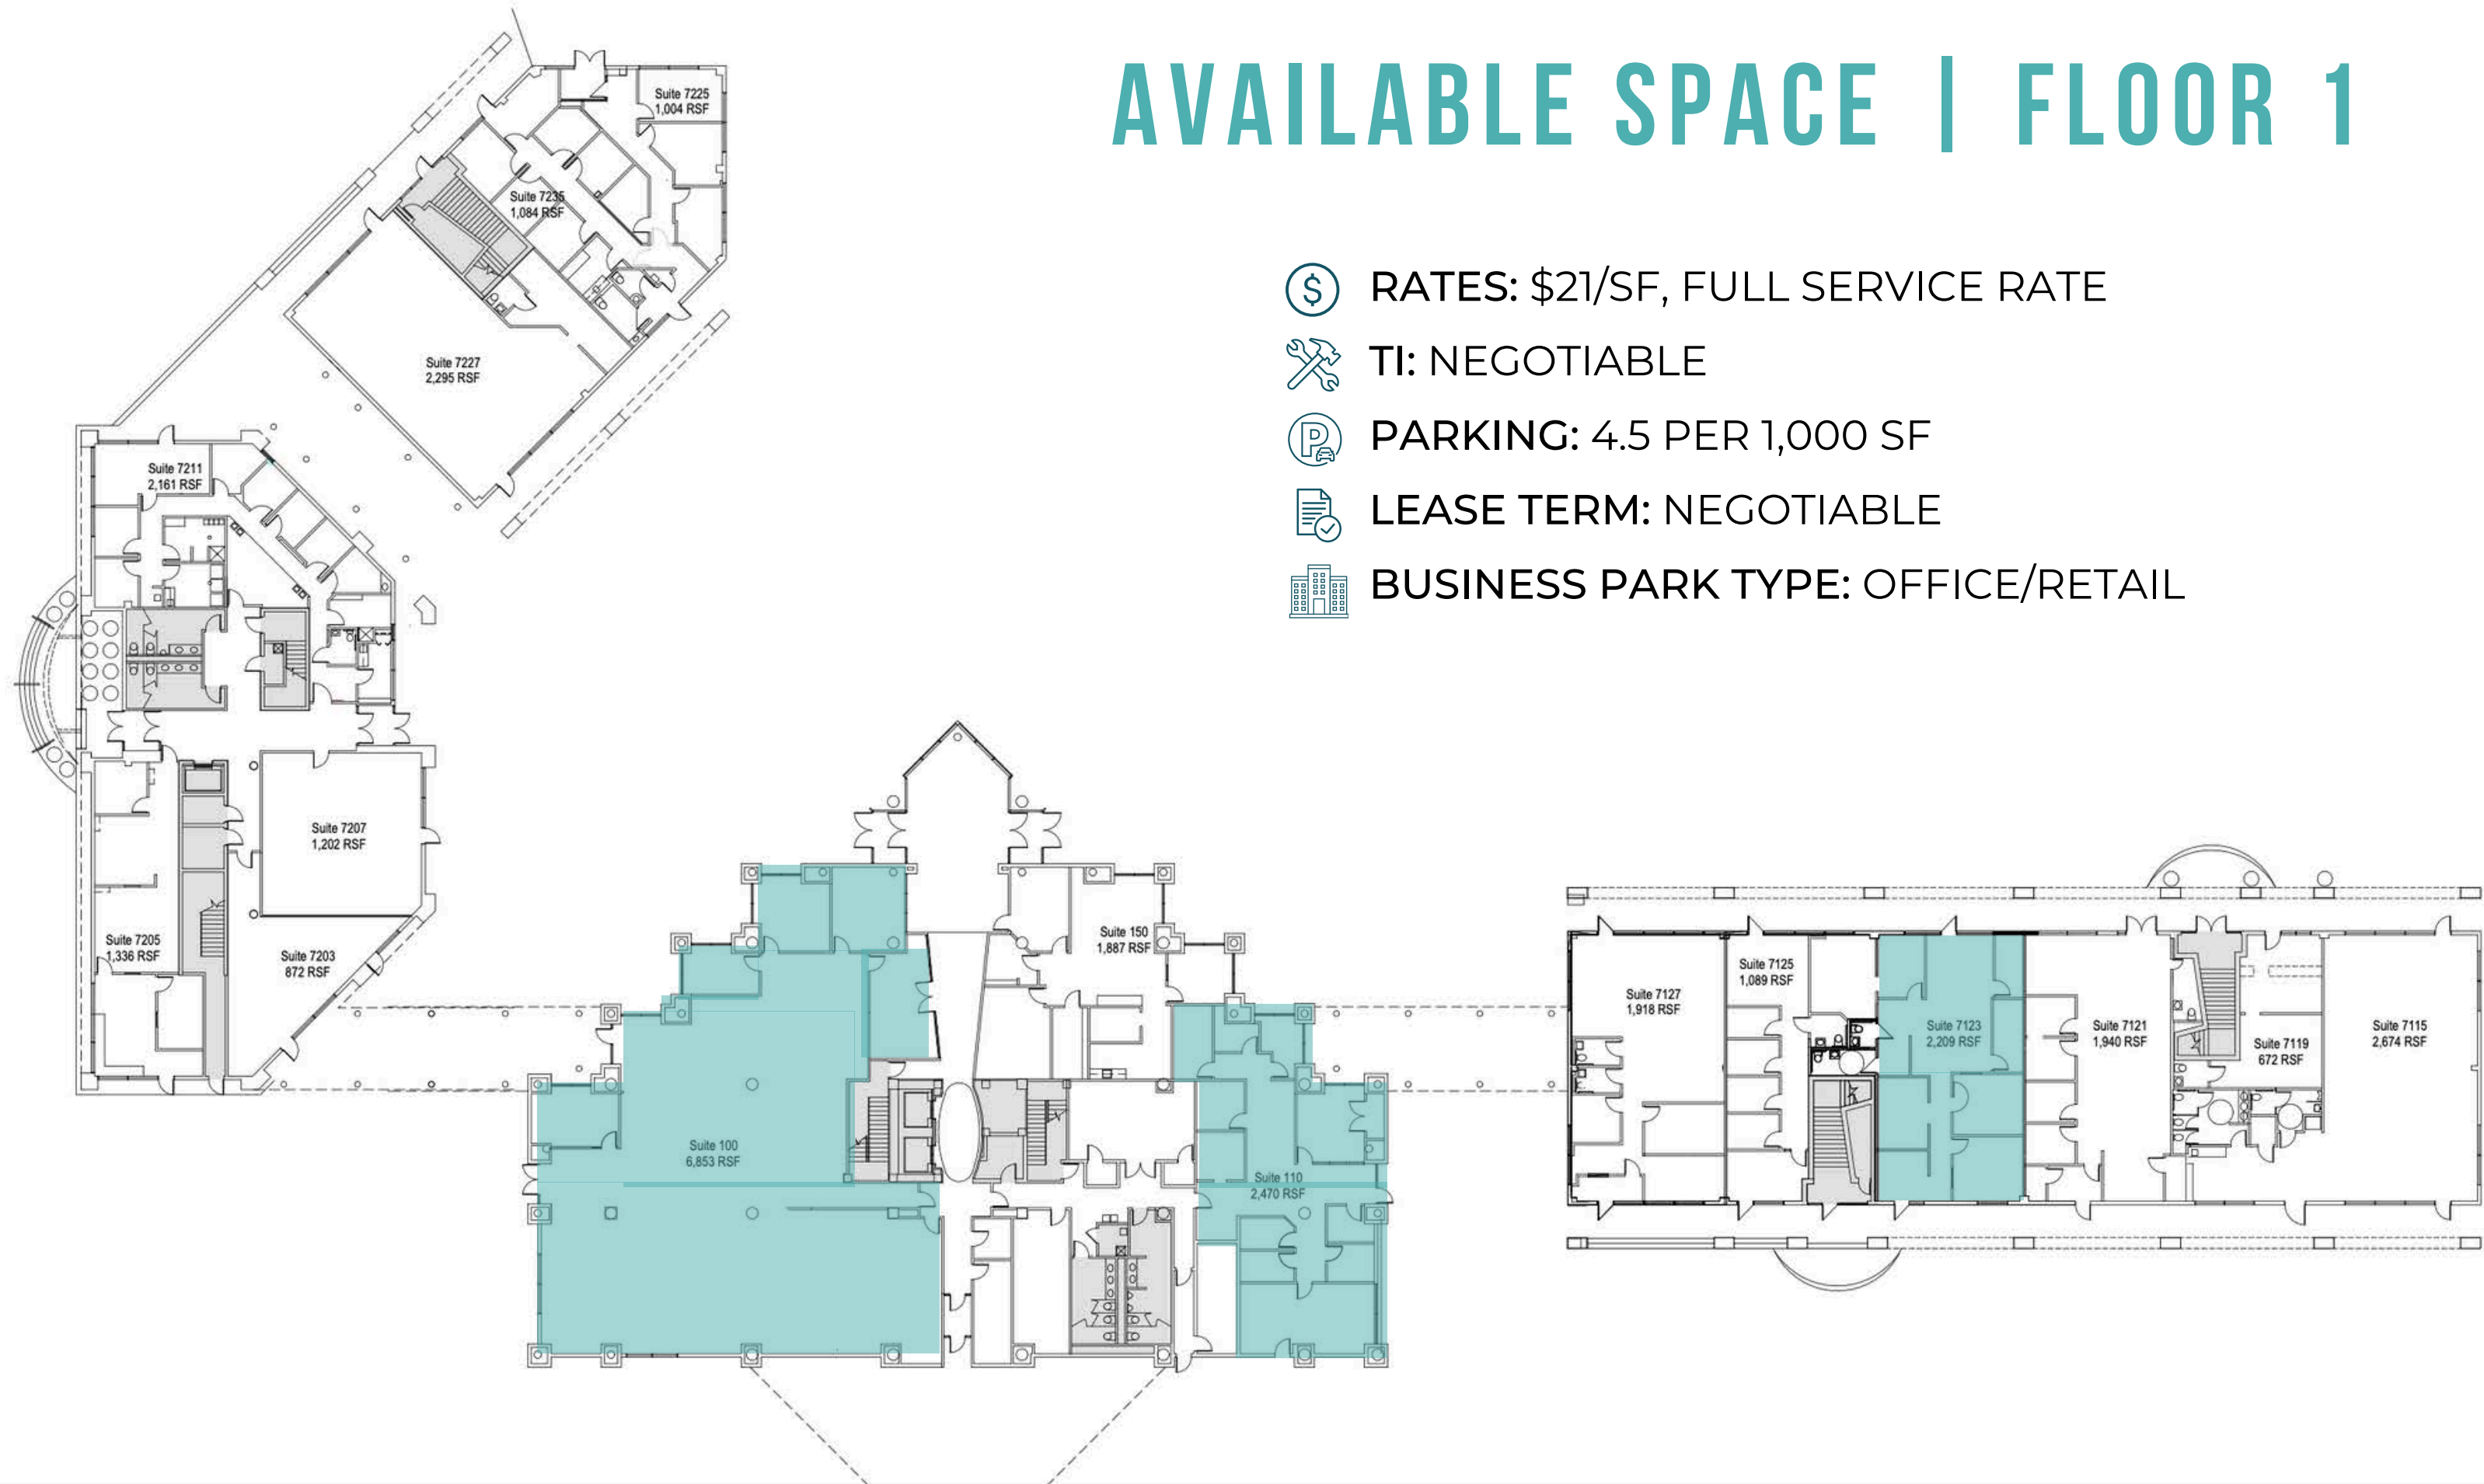 AVAILABLE SPACE | FLOOR 1
RATES: $21/SF, FULL SERVICE RATE
TI: NEGOTIABLE
PARKING: 4.5 PER 1,000 SF
LEASE TERM: NEGOTIABLE
BUSINESS PARK TYPE: OFFICE/RETAIL
Suite 7225
1,004 RSF
Suite 7235
1,084 RSF
Suite 7227
2,295 RSF
Suite 7211
2,161 RSF
Suite 7207
1,202 RSF
Suite 7205
1,336 RSF
Suite 7203
872 RSF
Suite 100
6,853 RSF
Suite 150
1,887 RSF
Suite 110
2,470 RSF
Suite 7127
1,918 RSF
Suite 7125
1,089 RSF
Suite 7123
2,209 RSF
Suite 7121
1,940 RSF
Suite 7119
672 RSF
Suite 7115
2,674 RSF